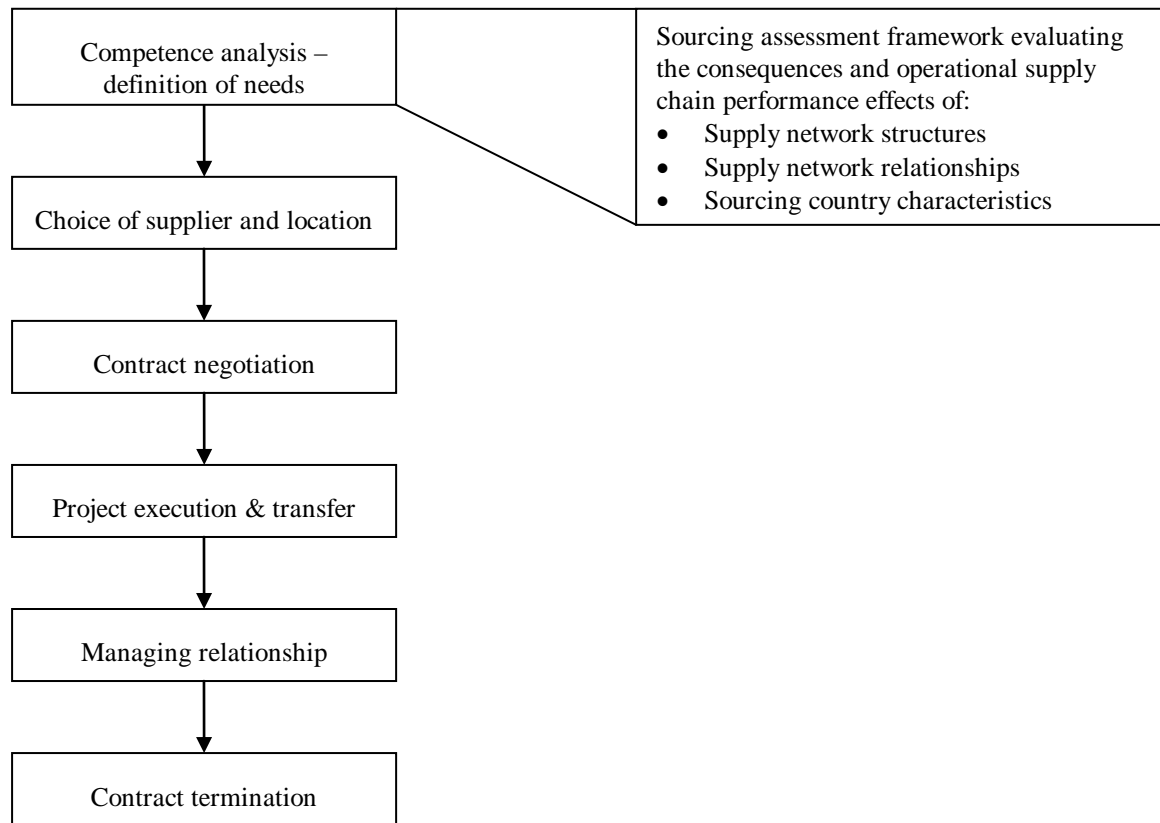 Competence analysis –
definition of needs
Sourcing assessment framework evaluating
the consequences and operational supply
chain performance effects of:
• Supply network structures
• Supply network relationships
• Sourcing country characteristics
Choice of supplier and location
Contract negotiation
Project execution & transfer
Managing relationship
Contract termination